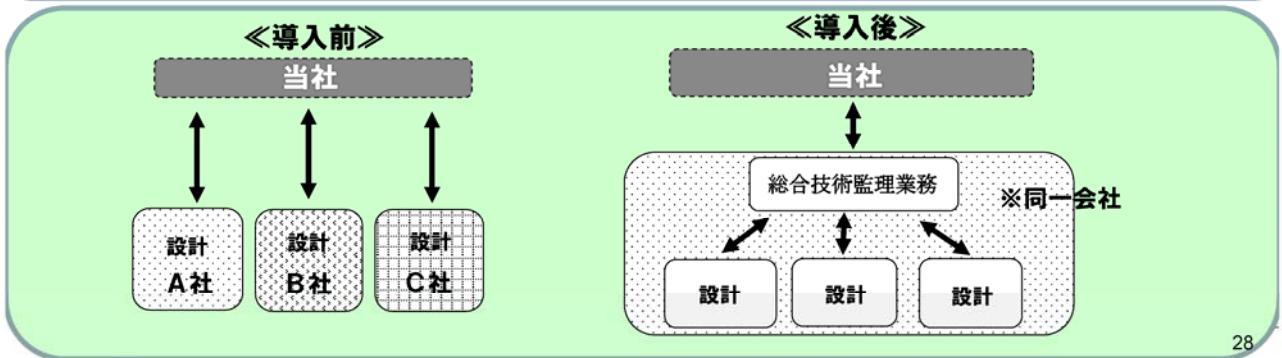 ≪導入前≫
当社
設計
A社
設計
B社
設計
C社
≪導入後≫
当社
総合技術監理業務
※同一会社
設計
設計
設計
28